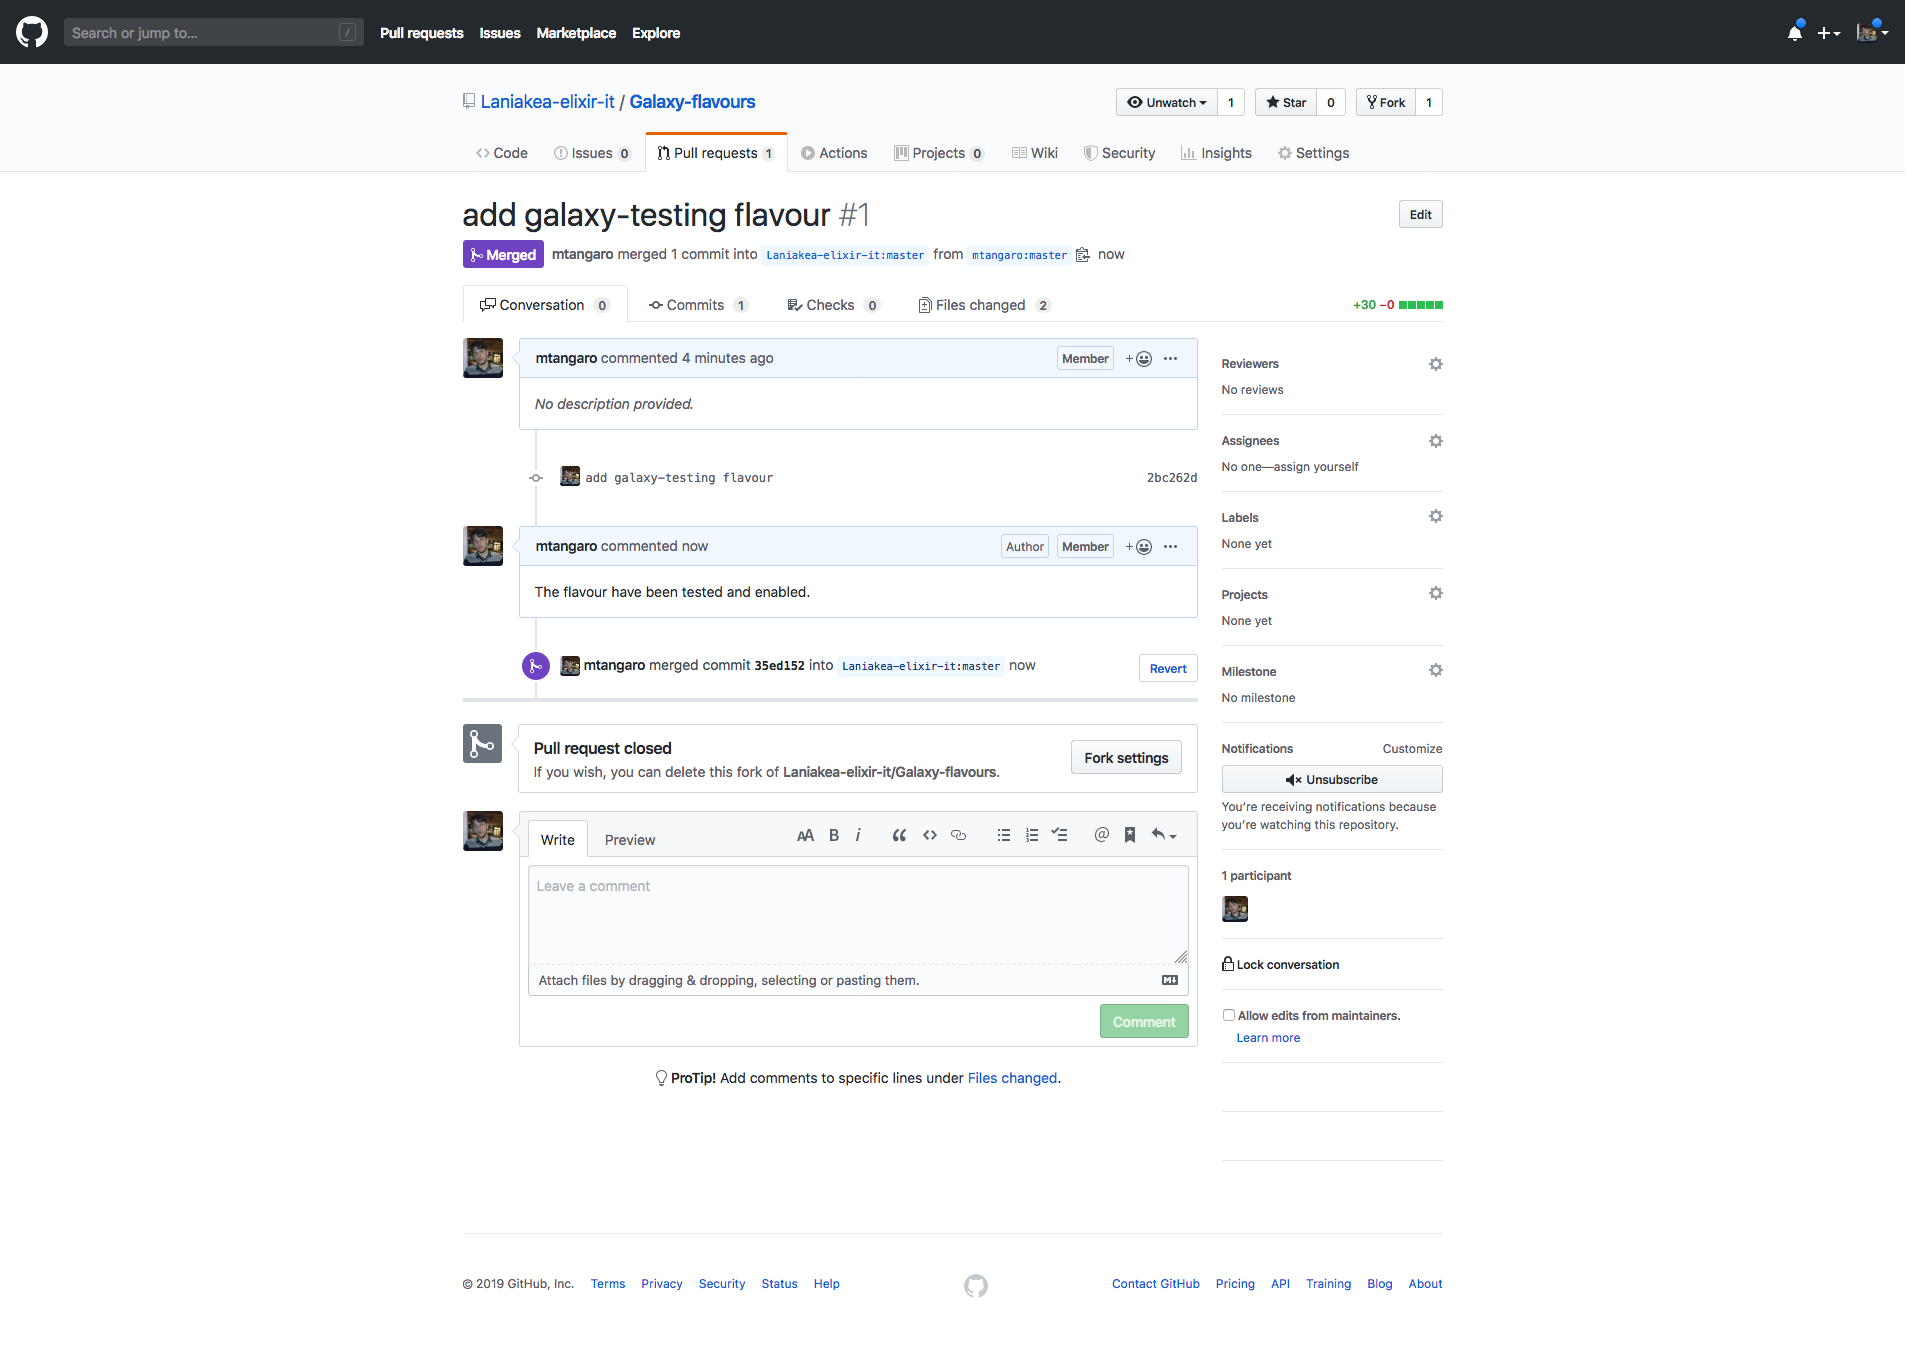 Search or jump to... /
Pull requests Issues Marketplace Explore
Laniakea-elixir-it / Galaxy-flavours
Unwatch 1 Star 0 Fork 1
Code Issues 0 Pull requests 1 Actions Projects 0 Wiki Security Insights Settings
add galaxy-testing flavour #1
Edit
Merged mtangaro merged 1 commit into Laniakea-elixir-it:master from mtangaro:master now
Conversation 0 Commits 1 Checks 0 Files changed 2
+30 −0
mtangaro commented 4 minutes ago
Member
No description provided.
add galaxy-testing flavour 2bc262d
mtangaro commented now
Author Member
The flavour have been tested and enabled.
mtangaro merged commit 35ed152 into Laniakea-elixir-it:master now
Revert
Pull request closed
If you wish, you can delete this fork of Laniakea-elixir-it/Galaxy-flavours.
Fork settings
Write Preview
AA B i
Leave a comment
Attach files by dragging & dropping, selecting or pasting them.
Comment
ProTip! Add comments to specific lines under Files changed.
Reviewers
No reviews
Assignees
No one—assign yourself
Labels
None yet
Projects
None yet
Milestone
No milestone
Notifications Customize
Unsubscribe
You’re receiving notifications because
you’re watching this repository.
1 participant
Lock conversation
Allow edits from maintainers.
Learn more
© 2019 GitHub, Inc. Terms Privacy Security Status Help
Contact GitHub Pricing API Training Blog About